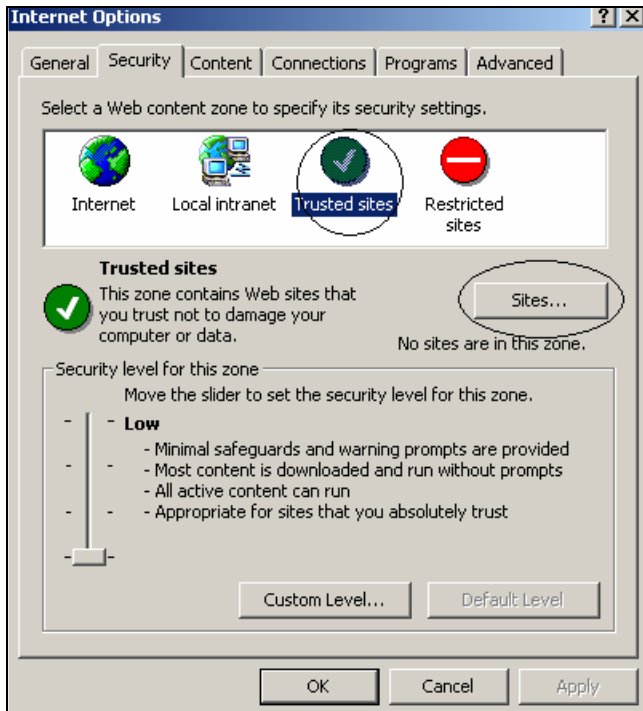 Internet Options
General Security Content Connections Programs Advanced
Select a Web content zone to specify its security settings.
Internet Local intranet Trusted sites Restricted
sites
Trusted sites
This zone contains Web sites that
you trust not to damage your
computer or data.
Sites...
No sites are in this zone.
Security level for this zone
Move the slider to set the security level for this zone.
Low
- Minimal safeguards and warning prompts are provided
- Most content is downloaded and run without prompts
- All active content can run
- Appropriate for sites that you absolutely trust
Custom Level... Default Level
OK Cancel Apply